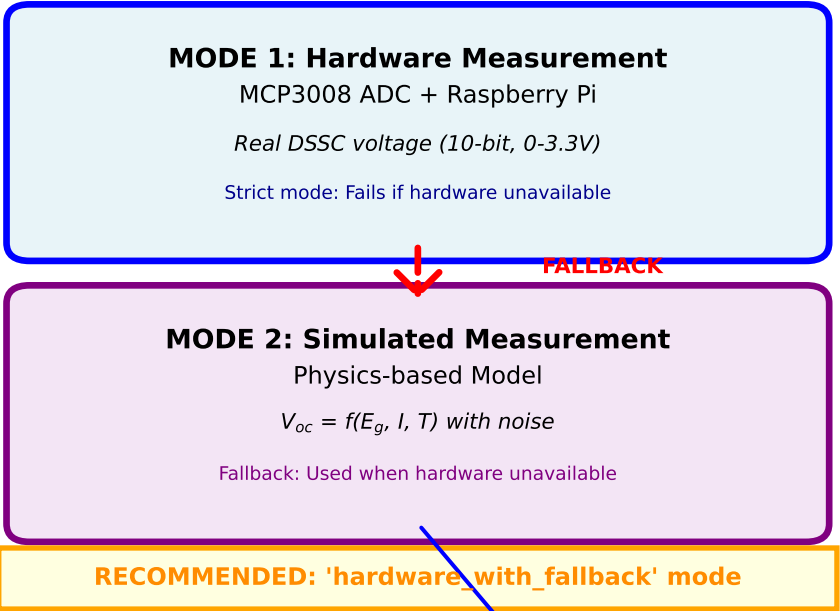 MODE 1: Hardware Measurement
MCP3008 ADC + Raspberry Pi
Real DSSC voltage (10-bit, 0-3.3V)
Strict mode: Fails if hardware unavailable
FALLBACK
MODE 2: Simulated Measurement
Physics-based Model
V_oc = f(E_g, I, T) with noise
Fallback: Used when hardware unavailable
RECOMMENDED: 'hardware_with_fallback' mode